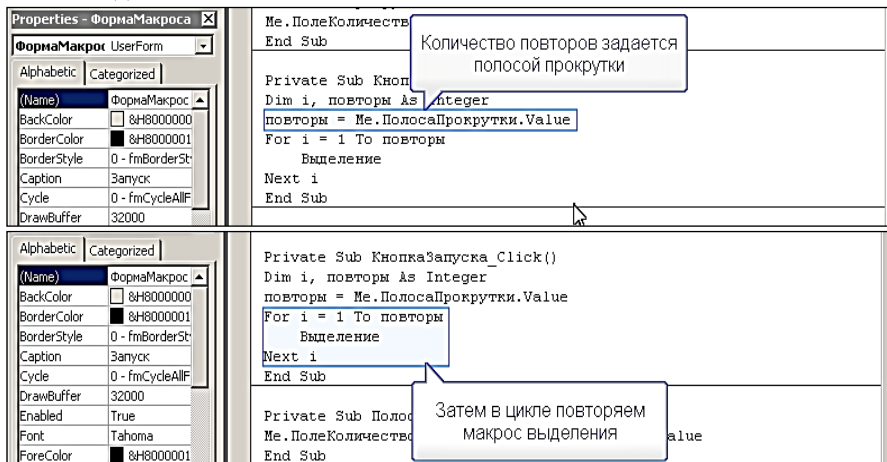 Properties - ФормаМакроса X
ФормаМакрос UserForm
Alphabetic Categorized
(Name) ФормаМакрос
BackColor &H8000000
BorderColor &H8000001
BorderStyle 0 - fmBorderSt
Caption Запуск
Cycle 0 - fmCycleAllF
DrawBuffer 32000
Me.ПолеКоличеств
End Sub
Количество повторов задается
полосой прокрутки
Private Sub Кноп
Dim i, повторы As Integer
повторы = Me.ПолосаПрокрутки.Value
For i = 1 To повторы
Выделение
Next i
End Sub
Alphabetic Categorized
(Name) ФормаМакрос
BackColor &H8000000
BorderColor &H8000001
BorderStyle 0 - fmBorderSt
Caption Запуск
Cycle 0 - fmCycleAllF
DrawBuffer 32000
Enabled True
Font Tahoma
ForeColor &H8000001
Private Sub КнопкаЗапуска_Click()
Dim i, повторы As Integer
повторы = Me.ПолосаПрокрутки.Value
For i = 1 To повторы
Выделение
Next i
End Sub
Private Sub Полос
Me.ПолеКоличество alue
End Sub
Затем в цикле повторяем
макрос выделения